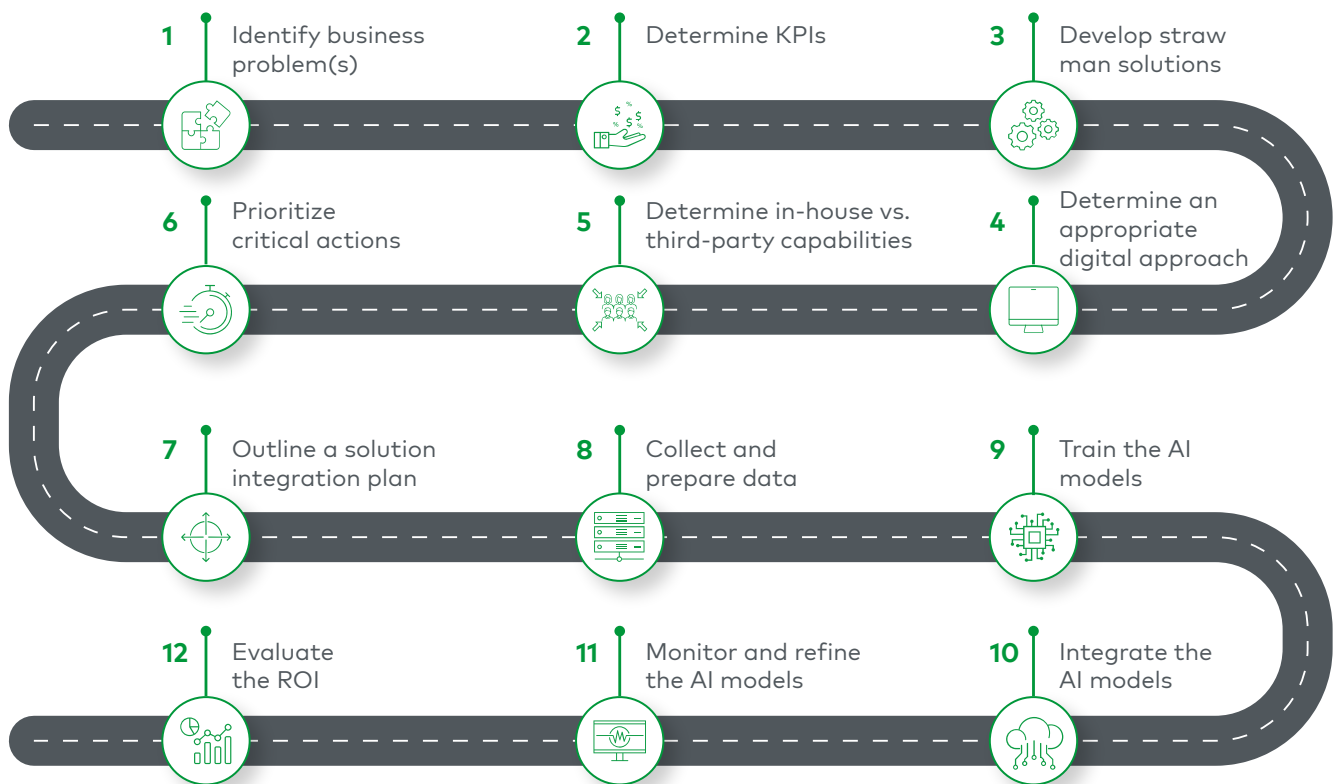 1 Identify business
problem(s)
2 Determine KPIs
3 Develop straw
man solutions
4 Determine an
appropriate
digital approach
5 Determine in-house vs.
third-party capabilities
6 Prioritize
critical actions
7 Outline a solution
integration plan
8 Collect and
prepare data
9 Train the AI
models
10 Integrate the
AI models
11 Monitor and refine
the AI models
12 Evaluate
the ROI